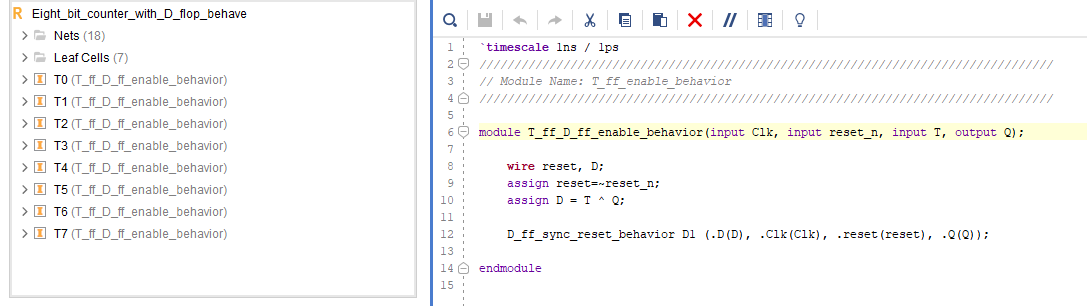 R Eight_bit_counter_with_D_flop_behave
Nets (18)
Leaf Cells (7)
I T0 (T_ff_D_ff_enable_behavior)
I T1 (T_ff_D_ff_enable_behavior)
I T2 (T_ff_D_ff_enable_behavior)
I T3 (T_ff_D_ff_enable_behavior)
I T4 (T_ff_D_ff_enable_behavior)
I T5 (T_ff_D_ff_enable_behavior)
I T6 (T_ff_D_ff_enable_behavior)
I T7 (T_ff_D_ff_enable_behavior)
1 `timescale 1ns / 1ps
2 //////////////////////////////////////////////////////////////////////////////////
3 // Module Name: T_ff_enable_behavior
4 //////////////////////////////////////////////////////////////////////////////////
5
6 module T_ff_D_ff_enable_behavior(input Clk, input reset_n, input T, output Q);
7
8 wire reset, D;
9 assign reset=~reset_n;
10 assign D = T ^ Q;
11
12 D_ff_sync_reset_behavior D1 (.D(D), .Clk(Clk), .reset(reset), .Q(Q));
13
14 endmodule
15